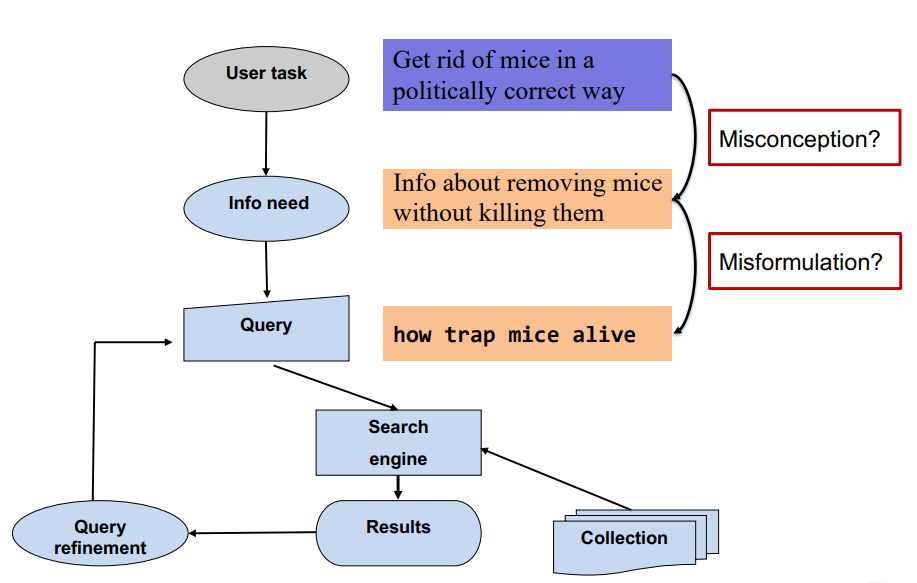 User task
Get rid of mice in a
politically correct way
Misconception?
Info need
Info about removing mice
without killing them
Misformulation?
Query
how trap mice alive
Search
engine
Results
Query
refinement
Collection